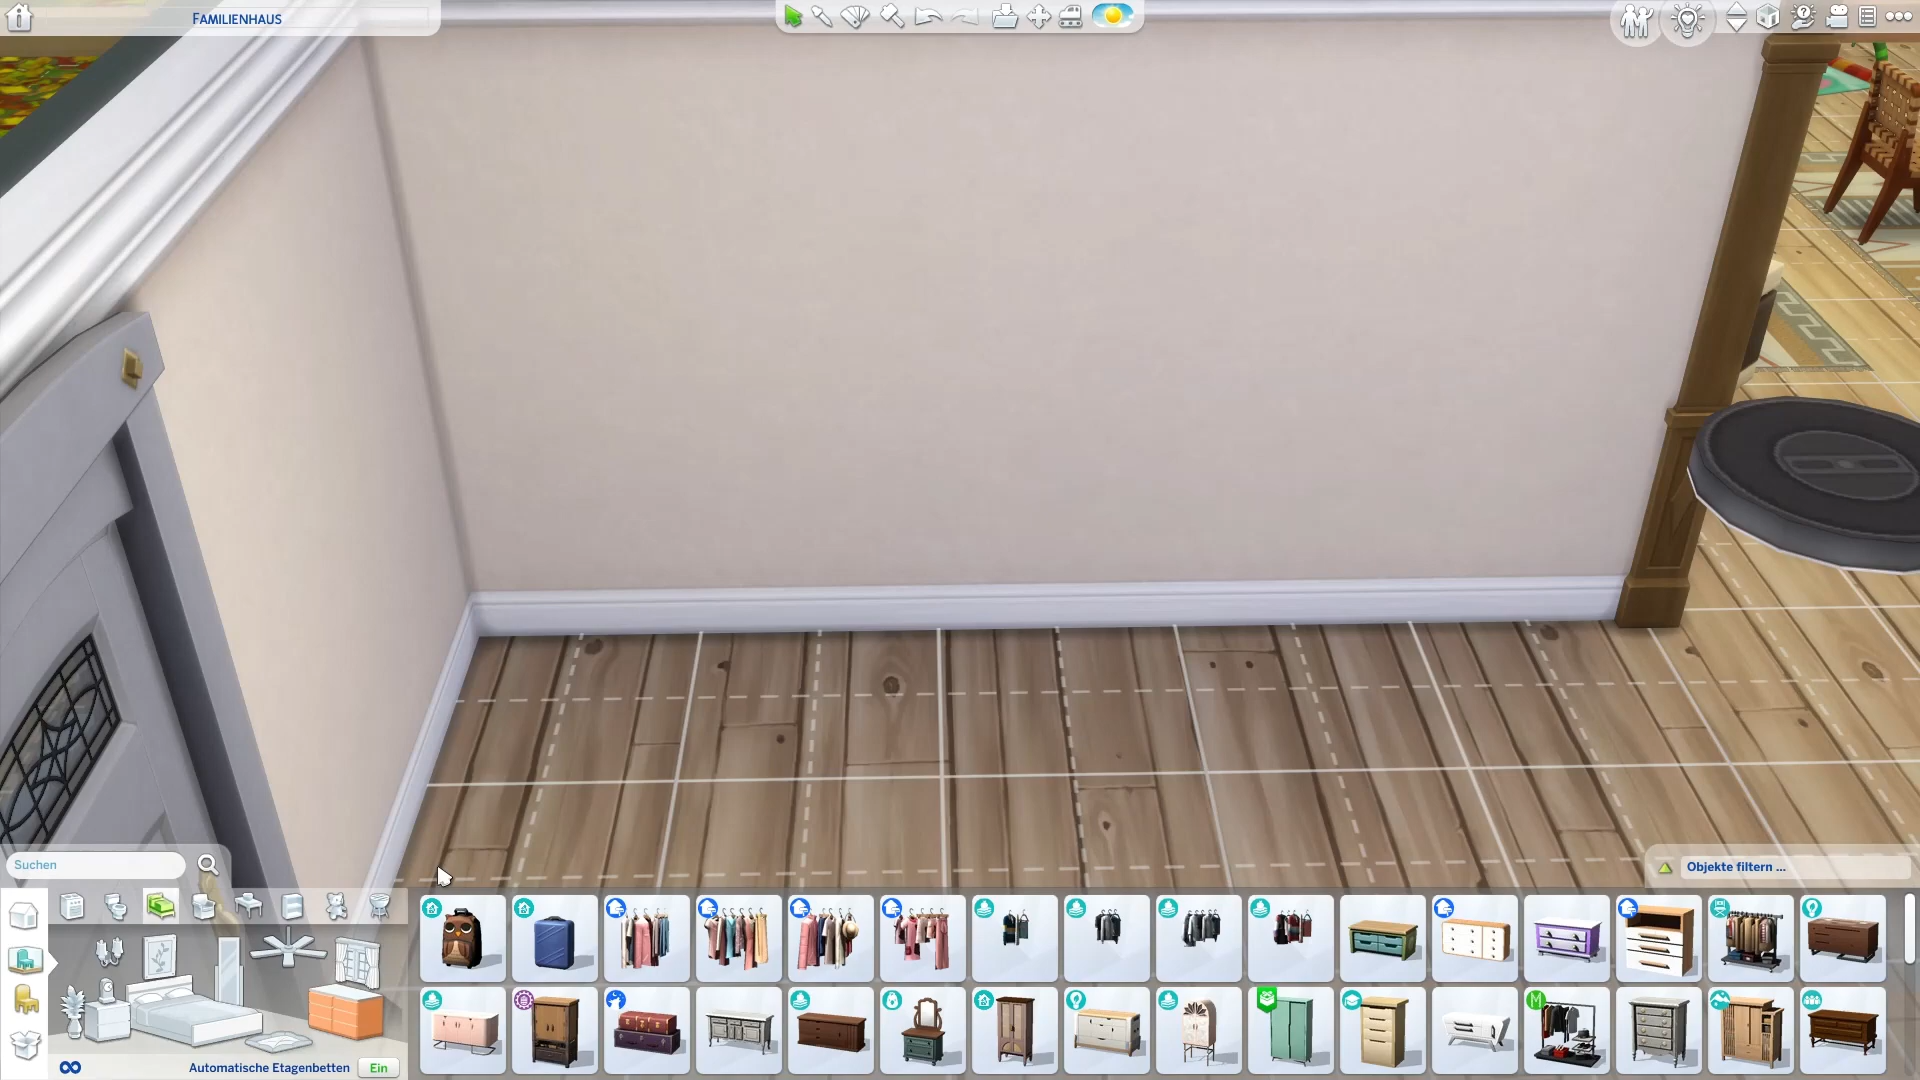 FAMILIENHAUS
Suchen
Objekte filtern ...
Automatische Etagenbetten
Ein